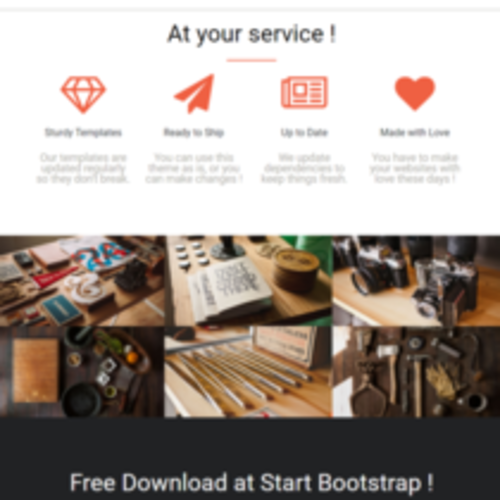 At your service !
Sturdy Templates
Ready to Ship
Up to Date
Made with Love
Our templates are
updated regularly
so they don't break.
You can use this
theme as is, or you
can make changes !
We update
dependencies to
keep things fresh.
You have to make
your websites with
love these days !
Free Download at Start Bootstrap !